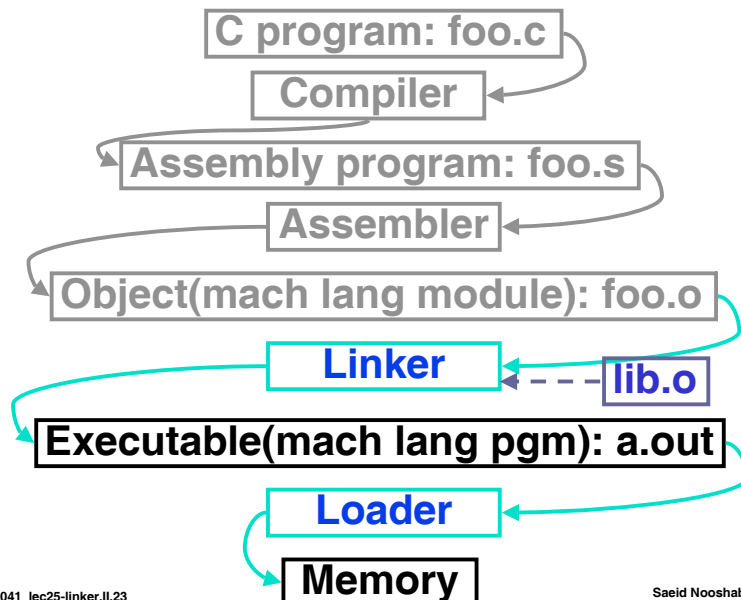 C program: foo.c
Compiler
Assembly program: foo.s
Assembler
Object(mach lang module): foo.o
Linker
lib.o
Executable(mach lang pgm): a.out
Loader
Memory
041 lec25-linker.II.23
Saeid Nooshab